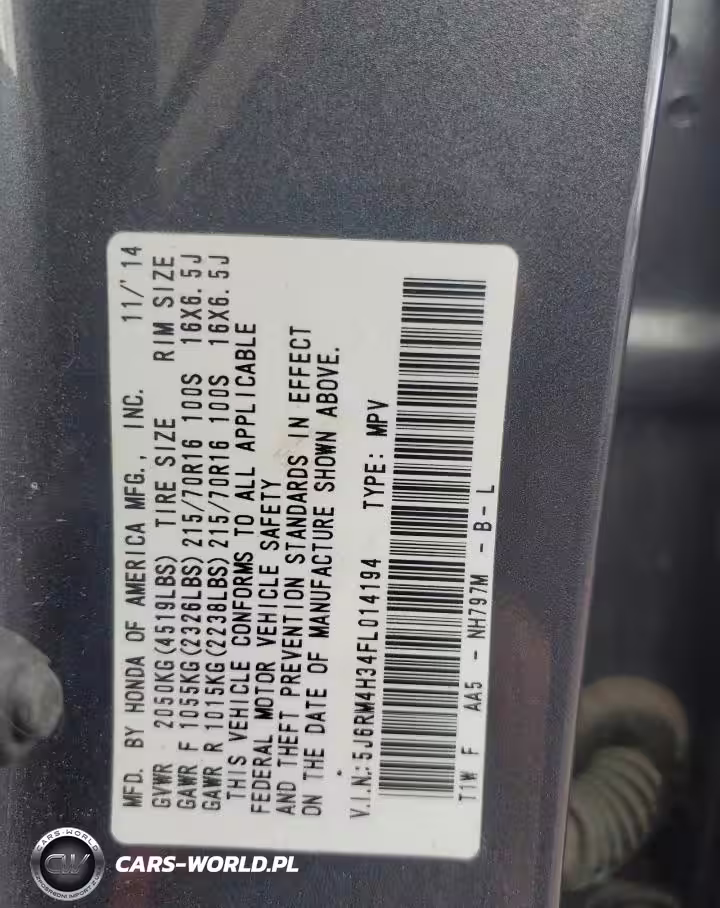 MFD. BY HONDA OF AMERICA MFG., INC. 11/'14
GVWR 2050KG(4519LBS) TIRE SIZE RIM SIZE
GAWR F 1055KG(2326LBS) 215/70R16 100S 16X6.5J
GAWR R 1015KG(2238LBS) 215/70R16 100S 16X6.5J
THIS VEHICLE CONFORMS TO ALL APPLICABLE
FEDERAL MOTOR VEHICLE SAFETY
AND THEFT PREVENTION STANDARDS IN EFFECT
ON THE DATE OF MANUFACTURE SHOWN ABOVE.
V.I.N.:5J6RM4H34FL014194 TYPE: MPV
T1W F AA5 - NH797M - B - L
CARS-WORLD
CW
CARS-WORLD.PL